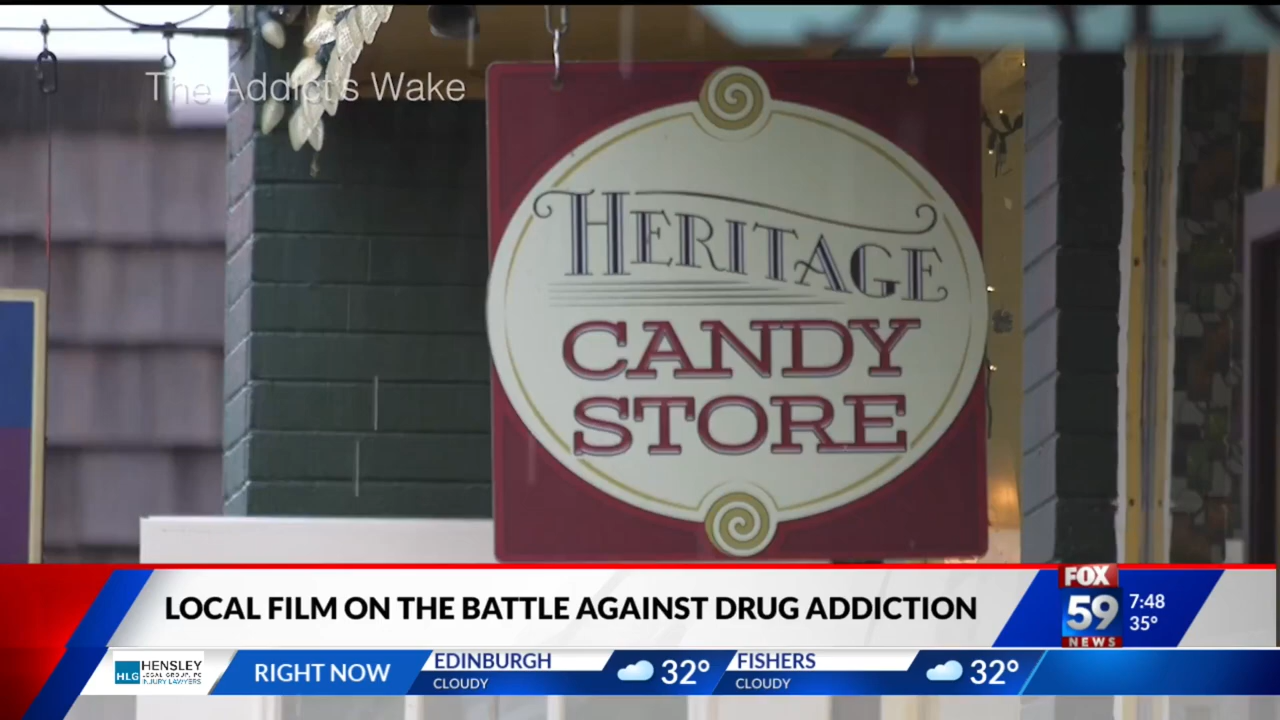 The Addict's Wake
HERITAGE
CANDY
STORE
LOCAL FILM ON THE BATTLE AGAINST DRUG ADDICTION
FOX
59
NEWS
7:48
35°
HLG
HENSLEY
LEGAL GROUP, PC
INJURY LAWYERS
RIGHT NOW
EDINBURGH
CLOUDY
32°
FISHERS
CLOUDY
32°